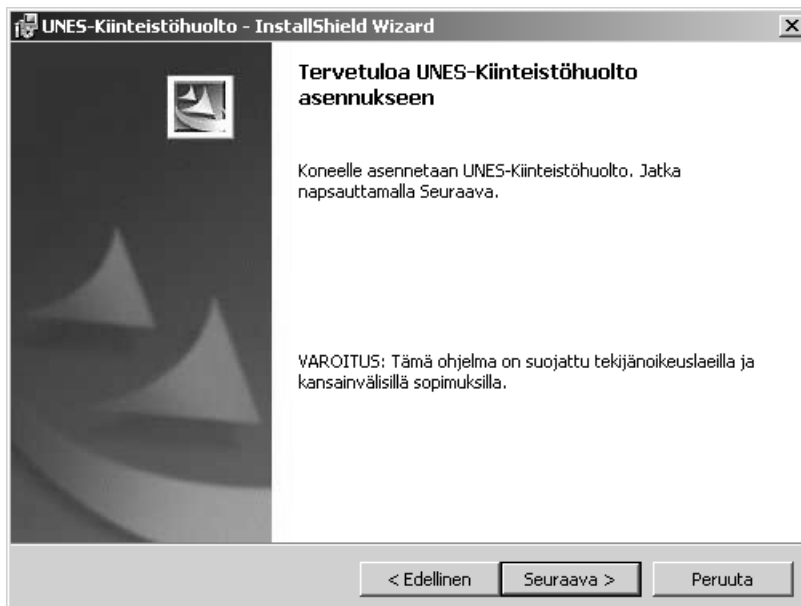 UNES-Kiinteistöhuolto - InstallShield Wizard
Tervetuloa UNES-Kiinteistöhuolto
asennukseen
Koneelle asennetaan UNES-Kiinteistöhuolto. Jatka
napsauttamalla Seuraava.
VAROITUS: Tämä ohjelma on suojattu tekijänoikeuslaeilla ja
kansainvälisillä sopimuksilla.
< Edellinen
Seuraava >
Peruuta